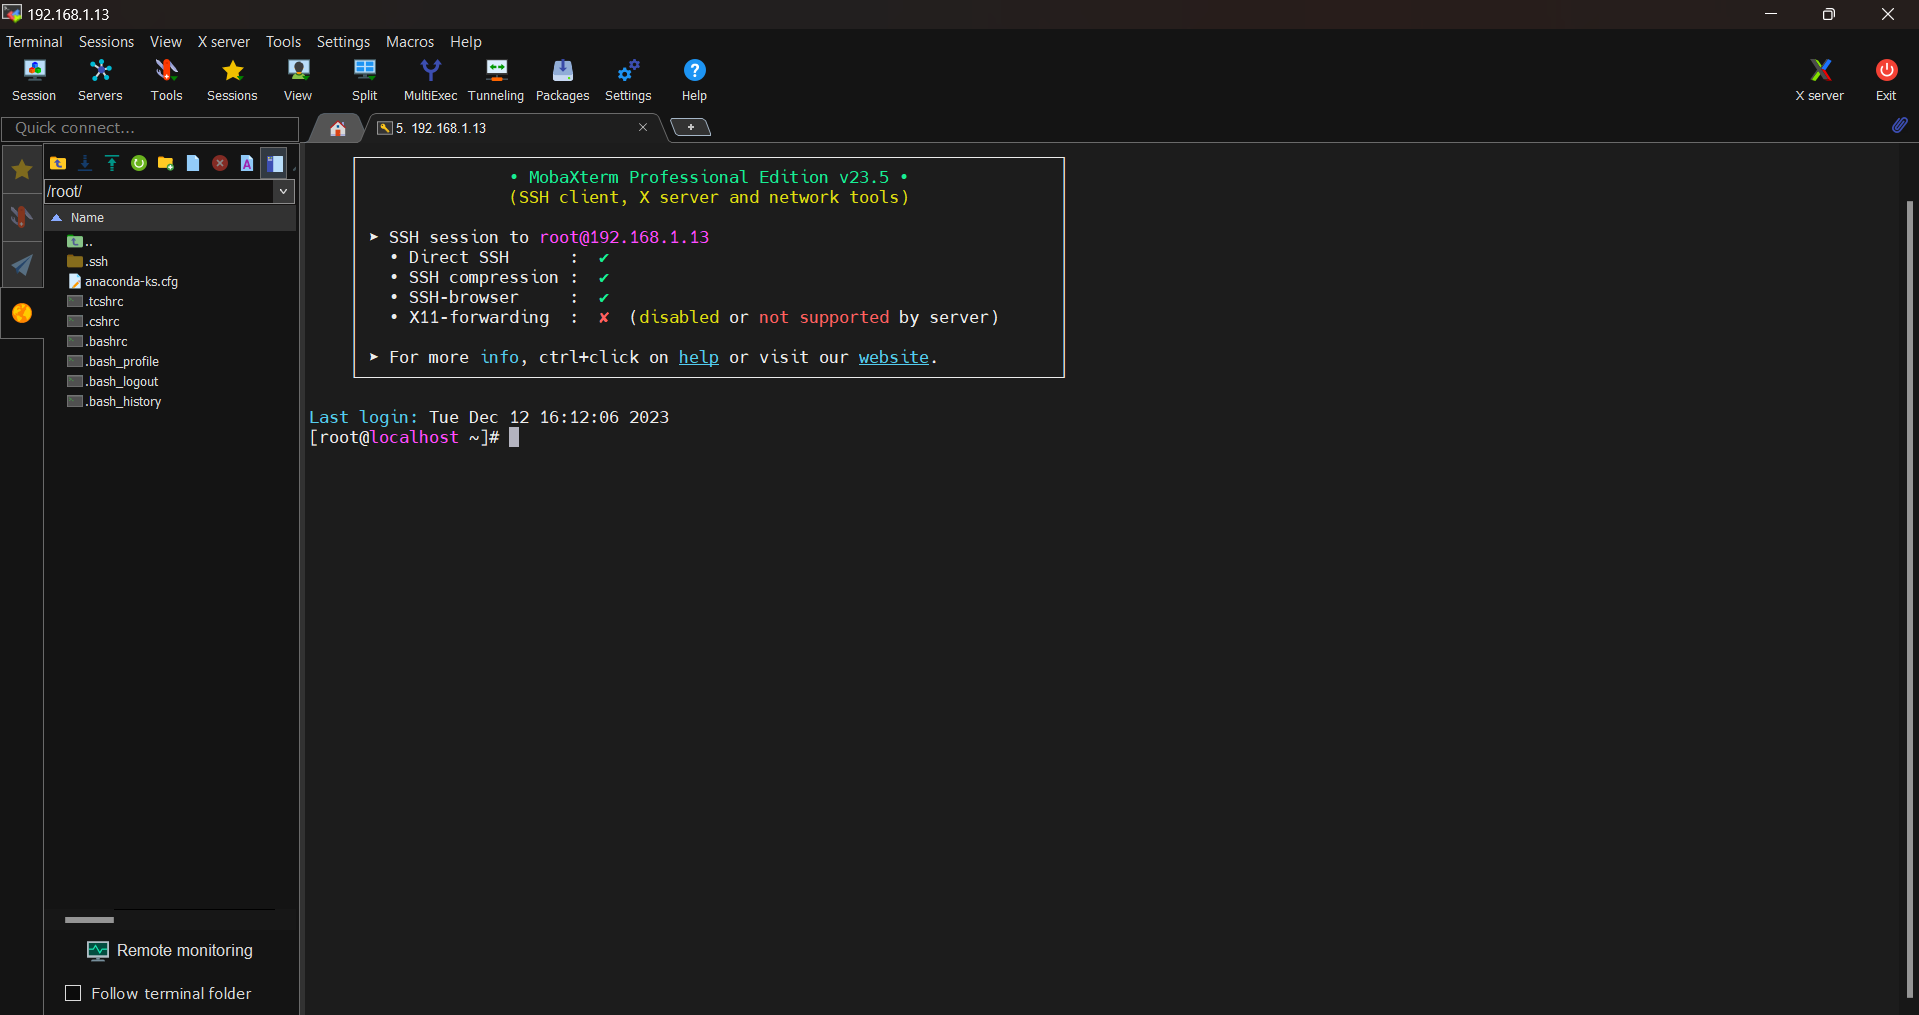 192.168.1.13
Terminal Sessions View X server Tools Settings Macros Help
Session Servers Tools Sessions View Split MultiExec Tunneling Packages Settings Help X server Exit
Quick connect...
5. 192.168.1.13
/root/
Name
..
.ssh
anaconda-ks.cfg
.tcshrc
.cshrc
.bashrc
.bash_profile
.bash_logout
.bash_history
Remote monitoring
Follow terminal folder
• MobaXterm Professional Edition v23.5 •
(SSH client, X server and network tools)
➤ SSH session to root@192.168.1.13
• Direct SSH : ✔
• SSH compression : ✔
• SSH-browser : ✔
• X11-forwarding : ✘ (disabled or not supported by server)
➤ For more info, ctrl+click on help or visit our website.
Last login: Tue Dec 12 16:12:06 2023
[root@localhost ~]#